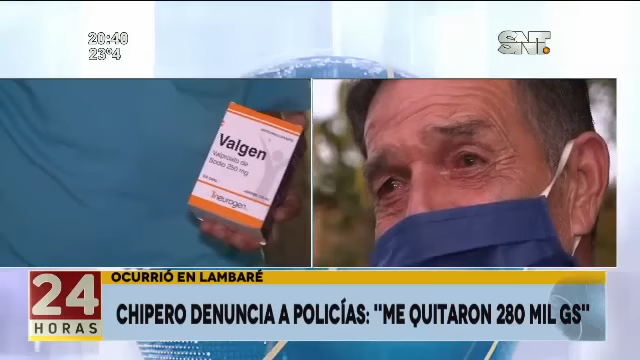 20:40
23°4
SNT.
Valgen
Valproato de
Sodio 250 mg
neurogen
OCURRIÓ EN LAMBARÉ
24
HORAS
CHIPERO DENUNCIA A POLICÍAS: "ME QUITARON 280 MIL GS"